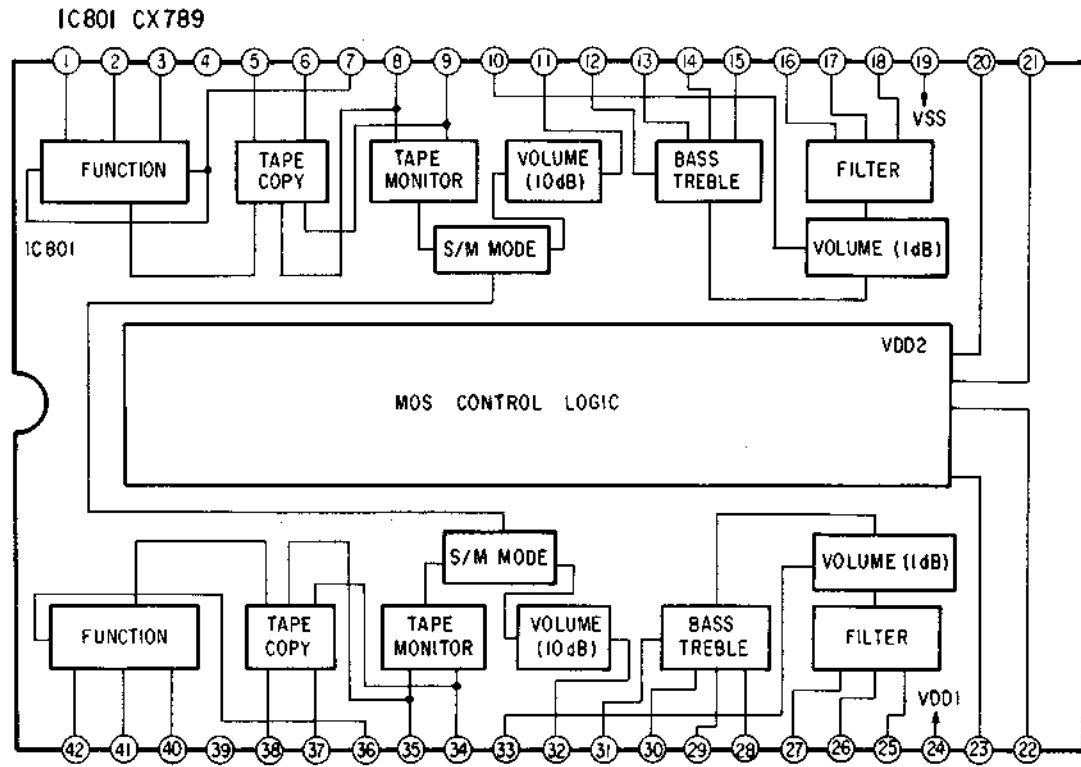 IC801 CX789
1 2 3 4 5 6 7 8 9 10 11 12 13 14 15 16 17 18 19 20 21
VSS
FUNCTION
TAPE COPY
TAPE MONITOR
VOLUME (10dB)
BASS TREBLE
FILTER
IC801
S/M MODE
VOLUME (1dB)
VDD2
MOS CONTROL LOGIC
S/M MODE
VOLUME (1dB)
FUNCTION
TAPE COPY
TAPE MONITOR
VOLUME (10dB)
BASS TREBLE
FILTER
VDD1
42 41 40 39 38 37 36 35 34 33 32 31 30 29 28 27 26 25 24 23 22